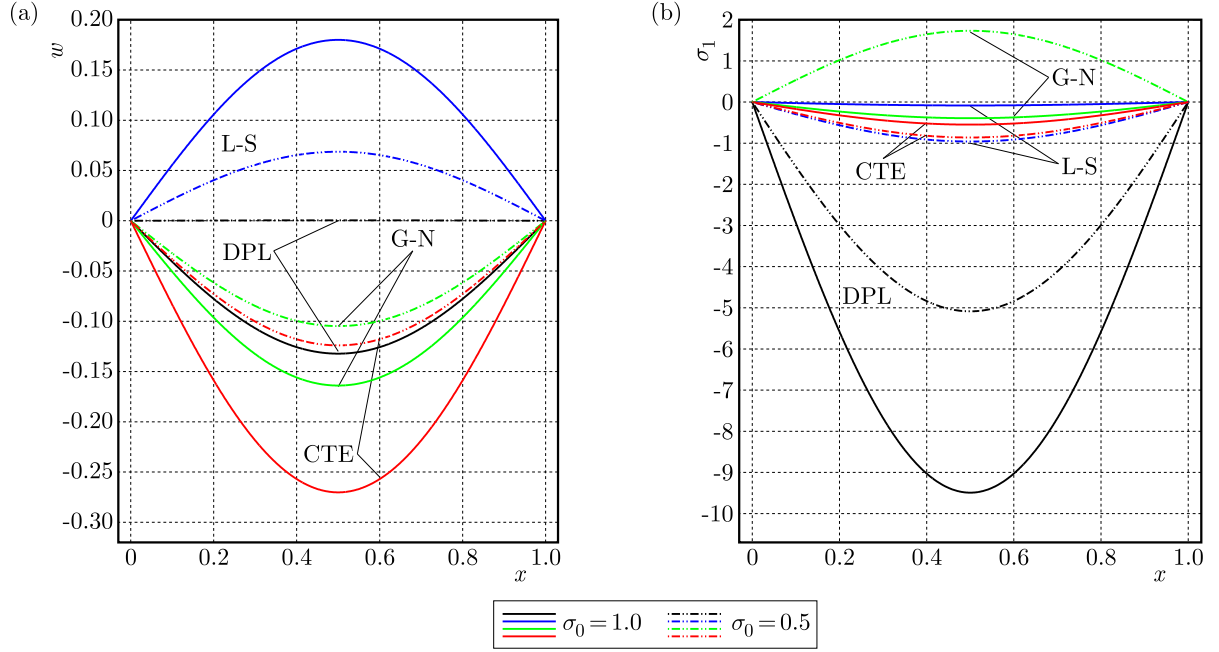 (a)
0.20
w
0.15
0.10
0.05
0
-0.05
-0.10
-0.15
-0.20
-0.25
-0.30
L-S
DPL
G-N
CTE
0 0.2 0.4 0.6 0.8 1.0
x
(b)
2
σ1
1
0
-1
-2
-3
-4
-5
-6
-7
-8
-9
-10
G-N
CTE
L-S
DPL
0 0.2 0.4 0.6 0.8 1.0
x
σ0 = 1.0 σ0 = 0.5